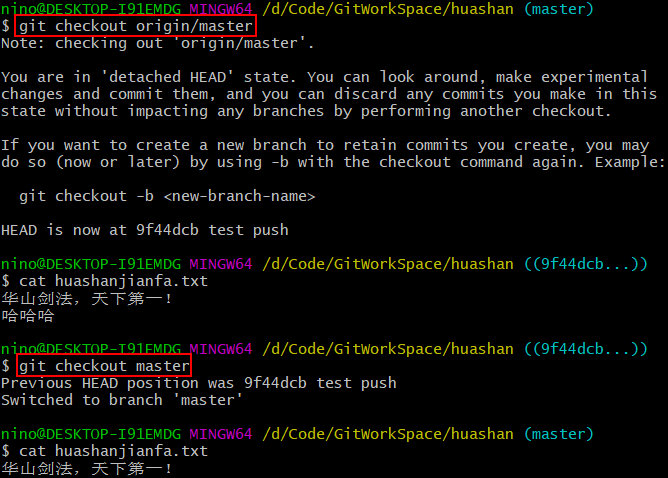 nino@DESKTOP-I91EMDG MINGW64 /d/Code/GitWorkSpace/huashan (master)
$ git checkout origin/master
Note: checking out 'origin/master'.
You are in 'detached HEAD' state. You can look around, make experimental
changes and commit them, and you can discard any commits you make in this
state without impacting any branches by performing another checkout.
If you want to create a new branch to retain commits you create, you may
do so (now or later) by using -b with the checkout command again. Example:
git checkout -b <new-branch-name>
HEAD is now at 9f44dcb test push
nino@DESKTOP-I91EMDG MINGW64 /d/Code/GitWorkSpace/huashan ((9f44dcb...))
$ cat huashanjianfa.txt
华山剑法，天下第一！
哈哈哈
nino@DESKTOP-I91EMDG MINGW64 /d/Code/GitWorkSpace/huashan ((9f44dcb...))
$ git checkout master
Previous HEAD position was 9f44dcb test push
Switched to branch 'master'
nino@DESKTOP-I91EMDG MINGW64 /d/Code/GitWorkSpace/huashan (master)
$ cat huashanjianfa.txt
华山剑法，天下第一！